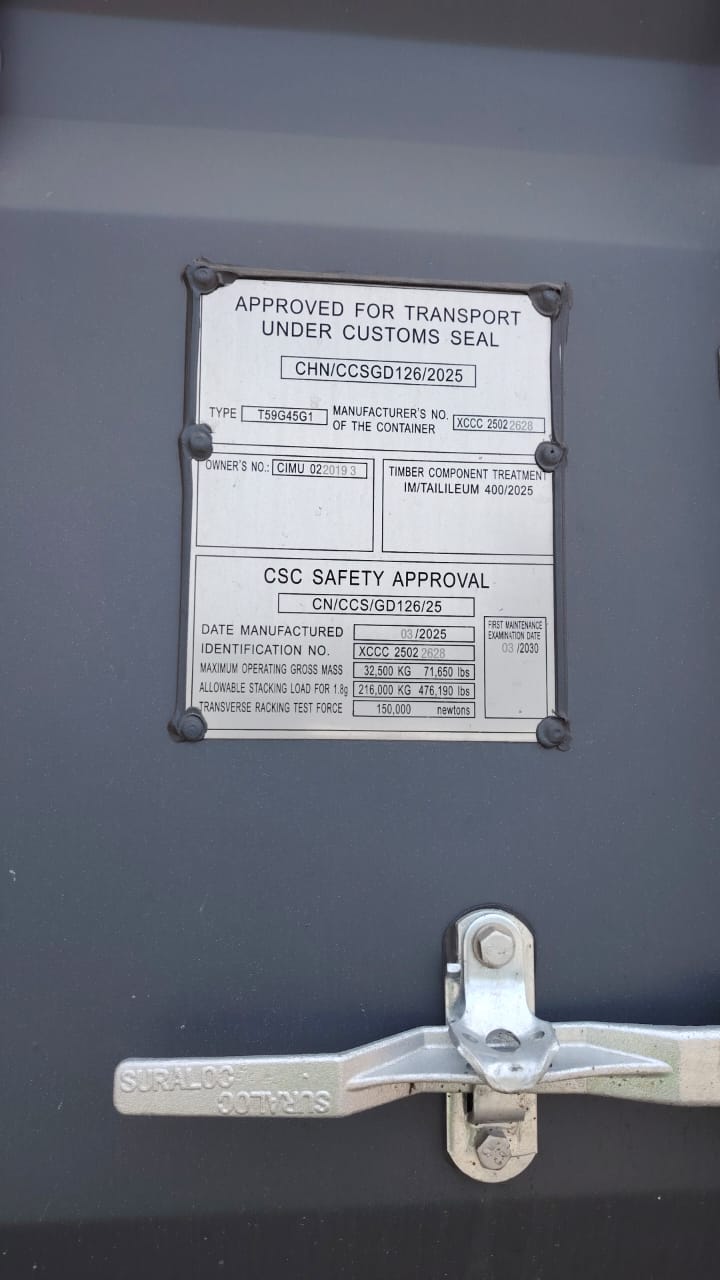 APPROVED FOR TRANSPORT
UNDER CUSTOMS SEAL
CHN/CCSGD126/2025
TYPE T59G45G1 MANUFACTURER'S NO. OF THE CONTAINER XCCC 2502 2628
OWNER'S NO.: CIMU 022019 3
TIMBER COMPONENT TREATMENT
IM/TAILILEUM 400/2025
CSC SAFETY APPROVAL
CN/CCS/GD126/25
DATE MANUFACTURED 03/2025
IDENTIFICATION NO. XCCC 2502 2628
MAXIMUM OPERATING GROSS MASS 32,500 KG 71,650 lbs
ALLOWABLE STACKING LOAD FOR 1.8g 216,000 KG 476,190 lbs
TRANSVERSE RACKING TEST FORCE 150,000 newtons
FIRST MAINTENANCE
EXAMINATION DATE
03 /2030
SURALOC
SURALOC